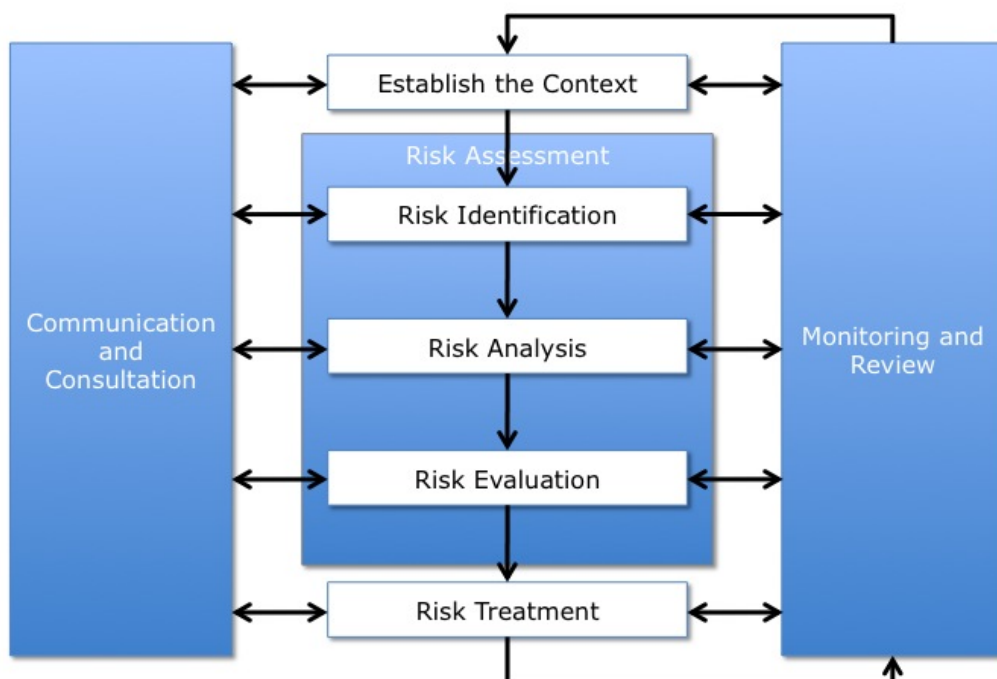 Establish the Context
Risk Assessment
Risk Identification
Risk Analysis
Risk Evaluation
Risk Treatment
Communication
and
Consultation
Monitoring and
Review